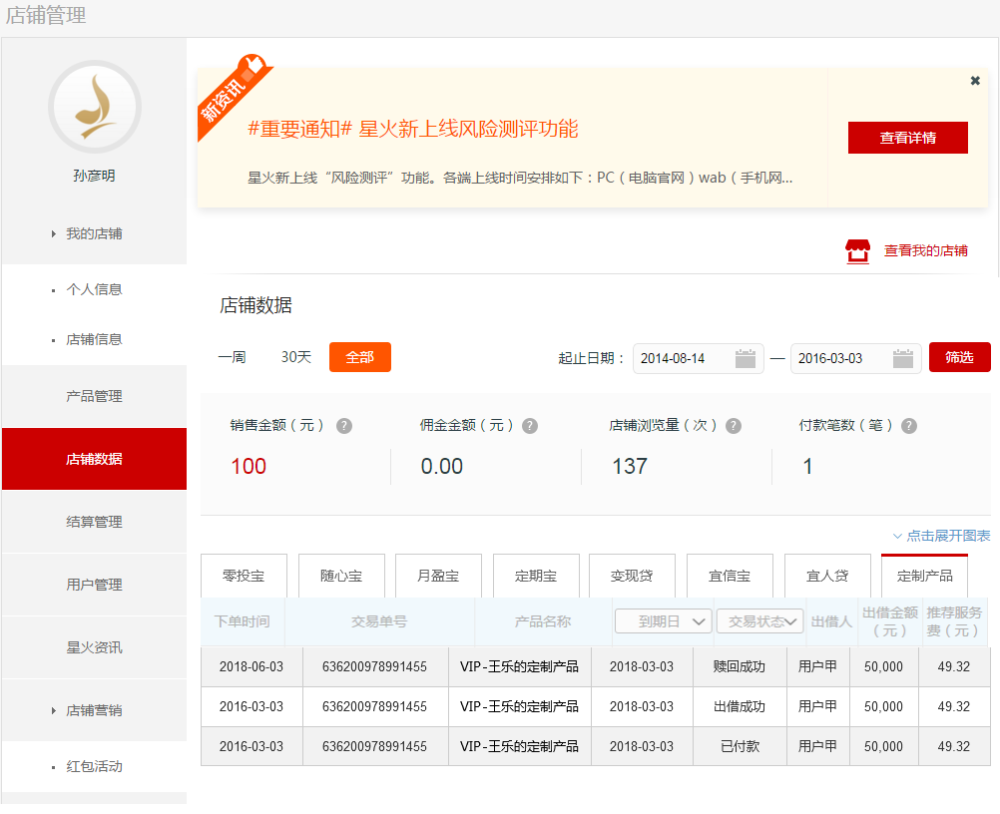 店铺管理
孙彦明
我的店铺
个人信息
店铺信息
产品管理
店铺数据
结算管理
用户管理
星火资讯
店铺营销
红包活动
新资讯
#重要通知# 星火新上线风险测评功能
星火新上线“风险测评”功能。各端上线时间安排如下：PC（电脑官网）wab（手机网...
查看详情
查看我的店铺
店铺数据
一周 30天 全部 起止日期： 2014-08-14 — 2016-03-03 筛选
销售金额（元） ? 佣金金额（元） ? 店铺浏览量（次） ? 付款笔数（笔） ?
100 0.00 137 1
点击展开图表
零投宝 随心宝 月盈宝 定期宝 变现贷 宜信宝 宜人贷 定制产品
下单时间 交易单号 产品名称 到期日 交易状态 出借人 出借金额（元） 推荐服务费（元）
2018-06-03 636200978991455 VIP-王乐的定制产品 2018-03-03 赎回成功 用户甲 50,000 49.32
2016-03-03 636200978991455 VIP-王乐的定制产品 2018-03-03 出借成功 用户甲 50,000 49.32
2016-03-03 636200978991455 VIP-王乐的定制产品 2018-03-03 已付款 用户甲 50,000 49.32